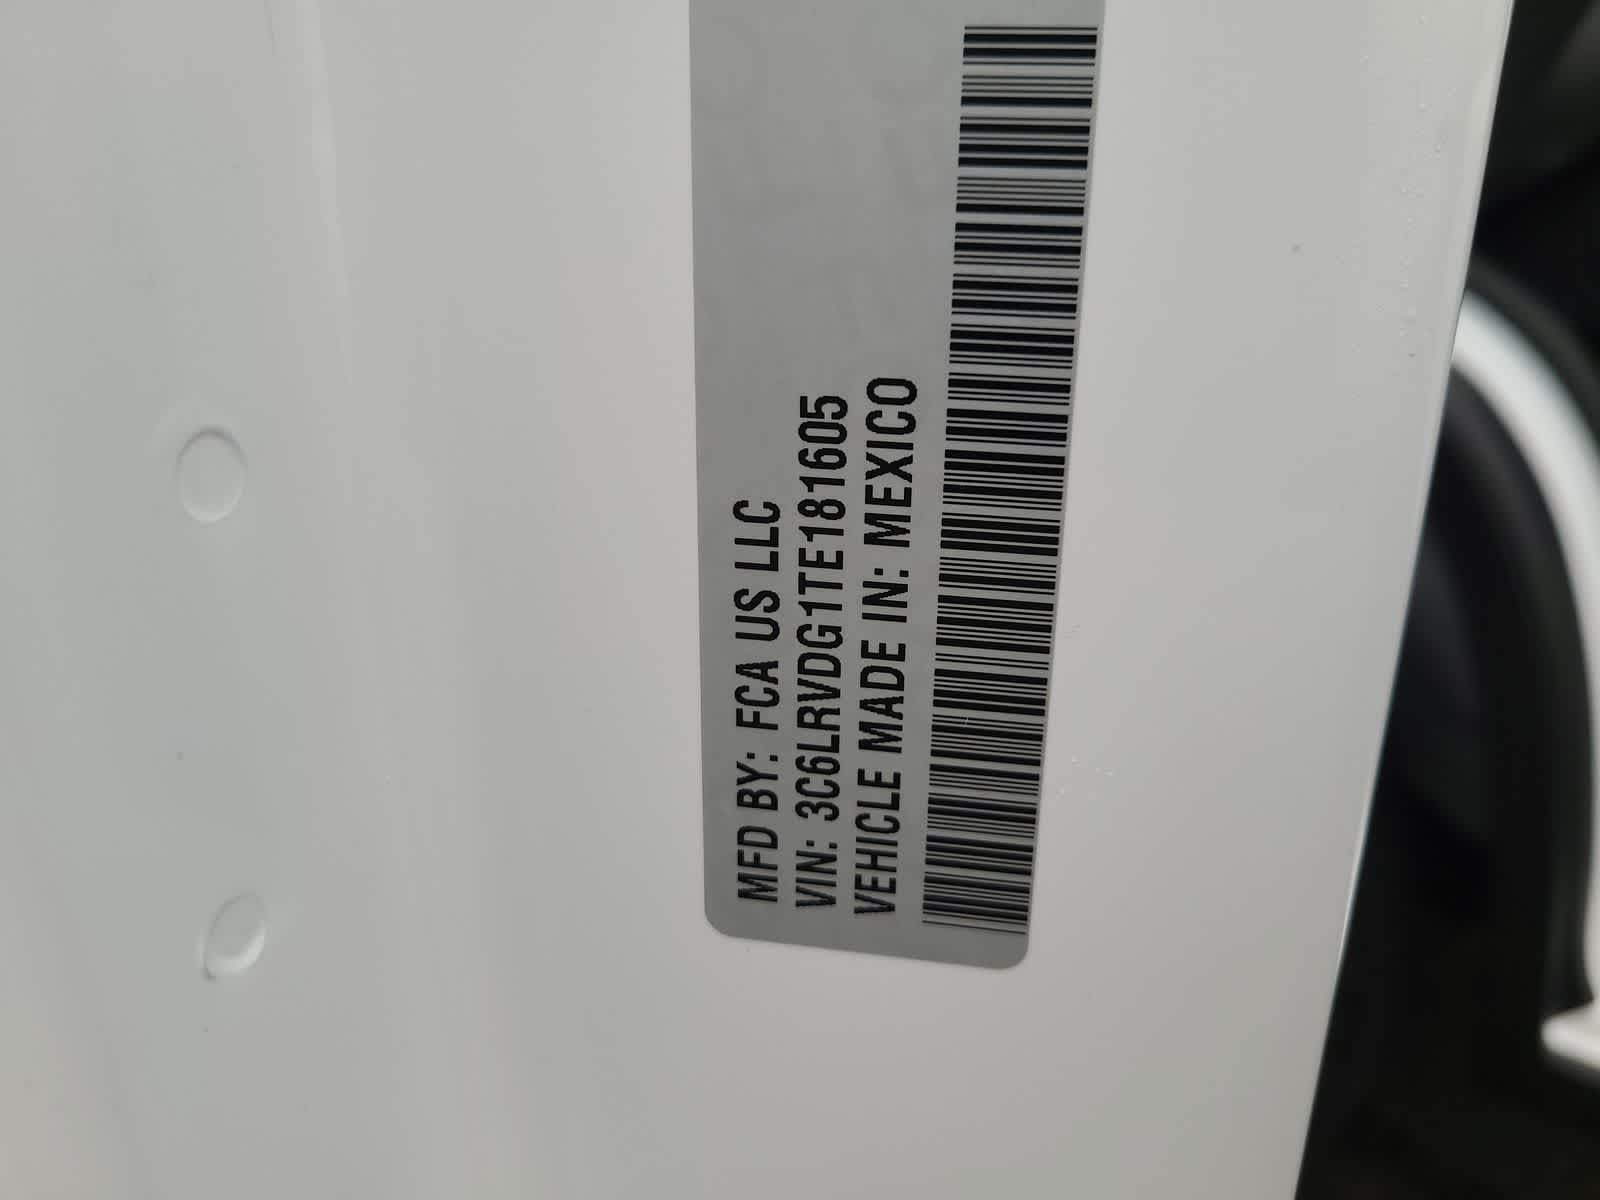 MFD BY: FCA US LLC
VIN: 3C6LRVDG1TE181605
VEHICLE MADE IN: MEXICO